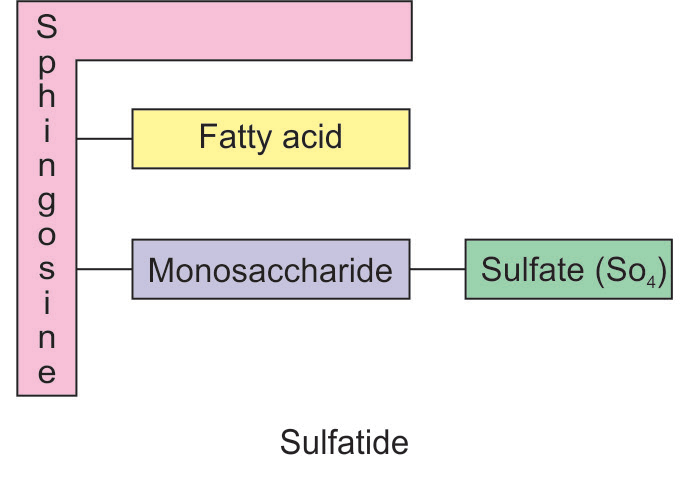 Sphingosine
Fatty acid
Monosaccharide
Sulfate (So₄)
Sulfatide